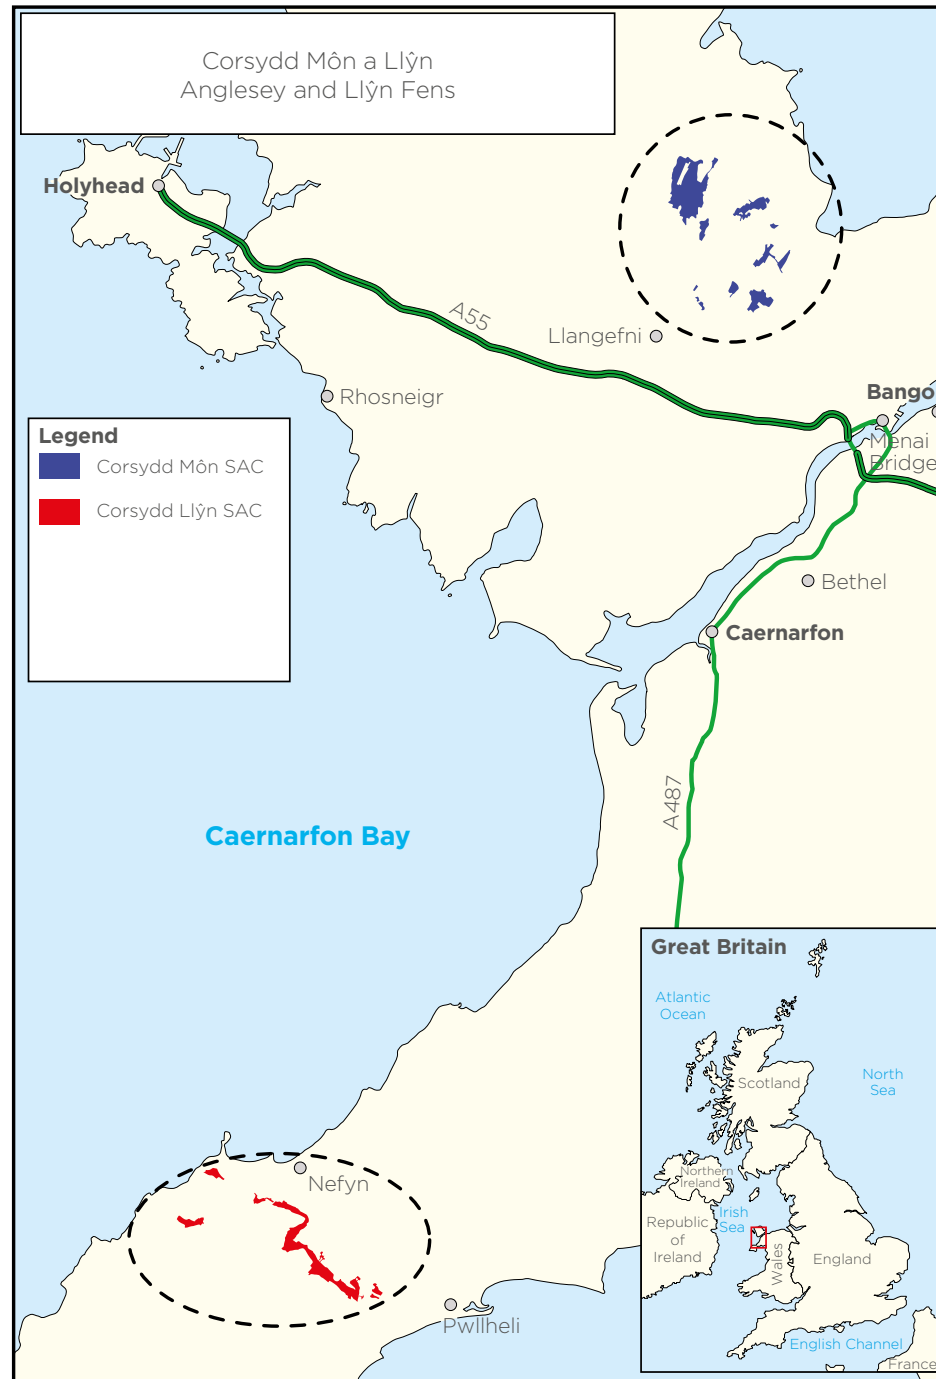 Corsydd Môn a Llŷn
Anglesey and Llŷn Fens
Holyhead
A55
Llangefni
Rhosneigr
Bango
Menai
Bridge
Legend
Corsydd Môn SAC
Corsydd Llŷn SAC
Bethel
Caernarfon
A487
Caernarfon Bay
Nefyn
Pwllheli
Great Britain
Atlantic
Ocean
Scotland
North
Sea
Northern
Ireland
Irish
Sea
Republic
of
Ireland
Wales
England
English Channel
France